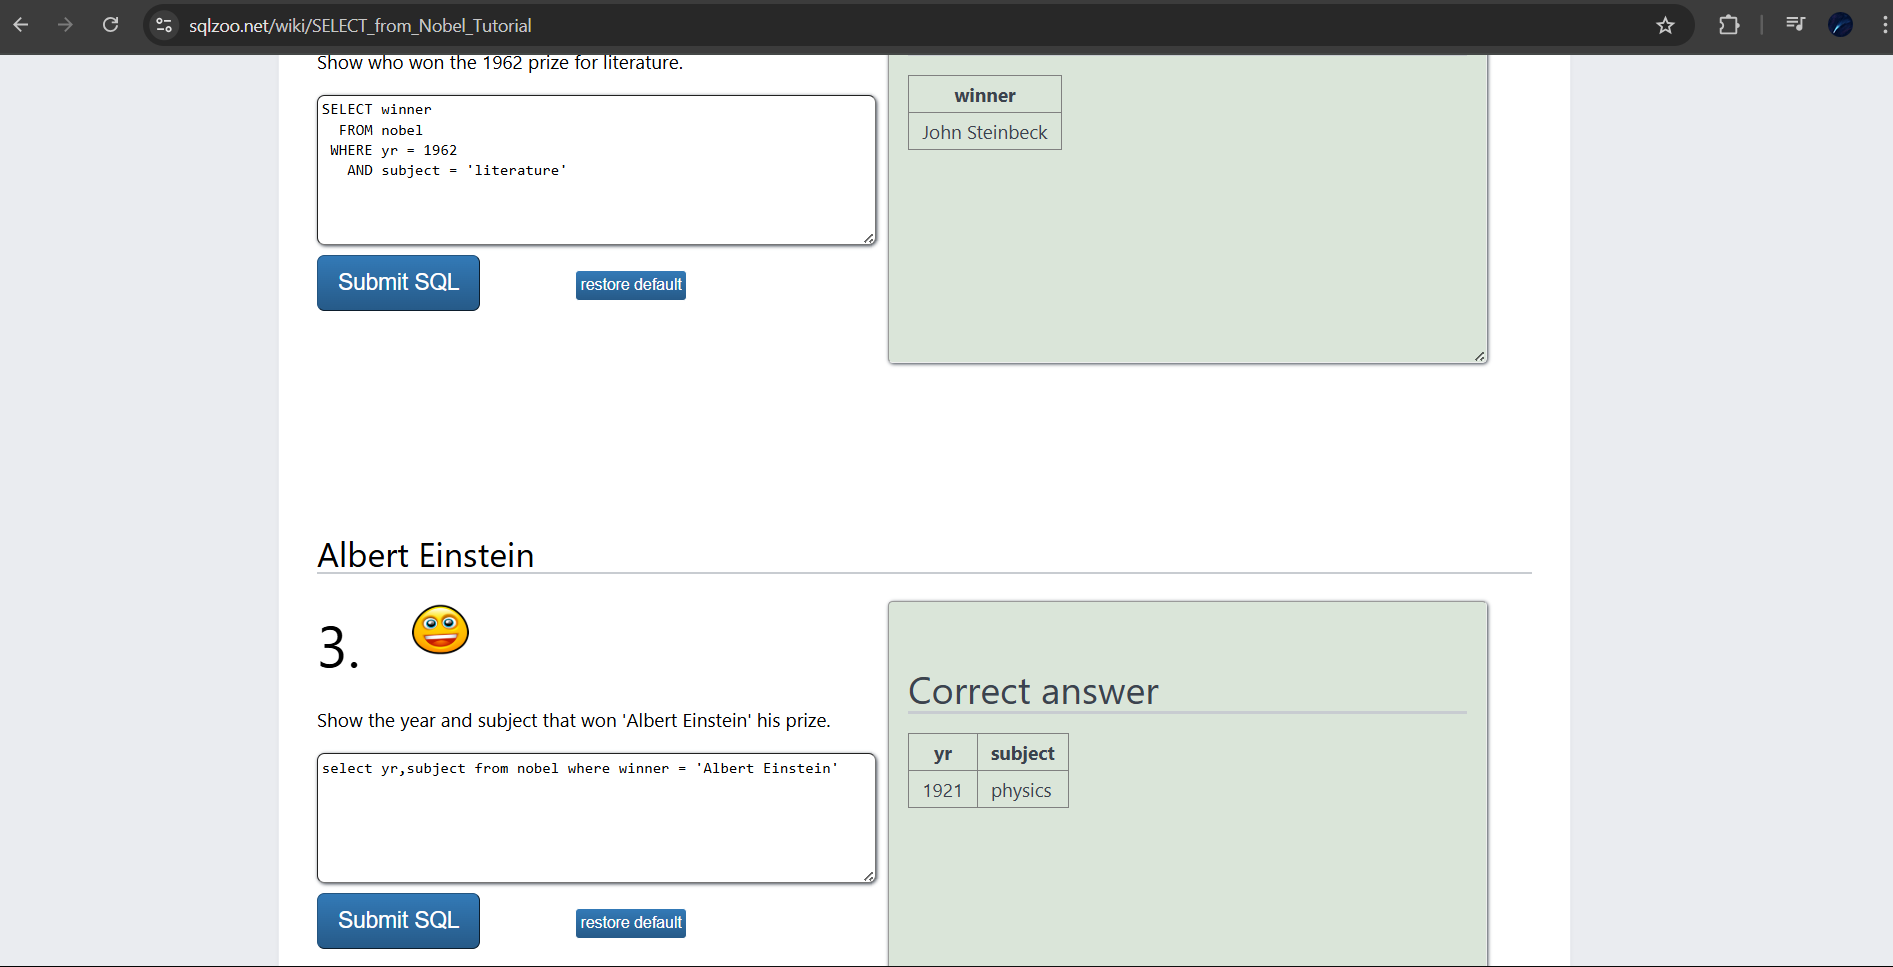 sqlzoo.net/wiki/SELECT_from_Nobel_Tutorial
Show who won the 1962 prize for literature.
SELECT winner
FROM nobel
WHERE yr = 1962
AND subject = 'literature'
Submit SQL
restore default
winner
John Steinbeck
Albert Einstein
3.
Show the year and subject that won 'Albert Einstein' his prize.
select yr,subject from nobel where winner = 'Albert Einstein'
Submit SQL
restore default
Correct answer
yr subject
1921 physics